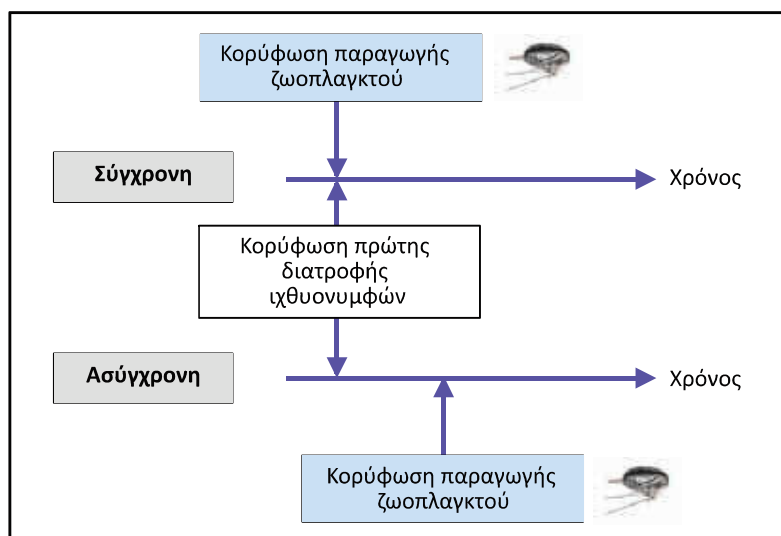 Κορύφωση παραγωγής
ζωοπλαγκτού
Σύγχρονη
Χρόνος
Κορύφωση πρώτης
διατροφής
ιχθυονυμφών
Ασύγχρονη
Χρόνος
Κορύφωση παραγωγής
ζωοπλαγκτού